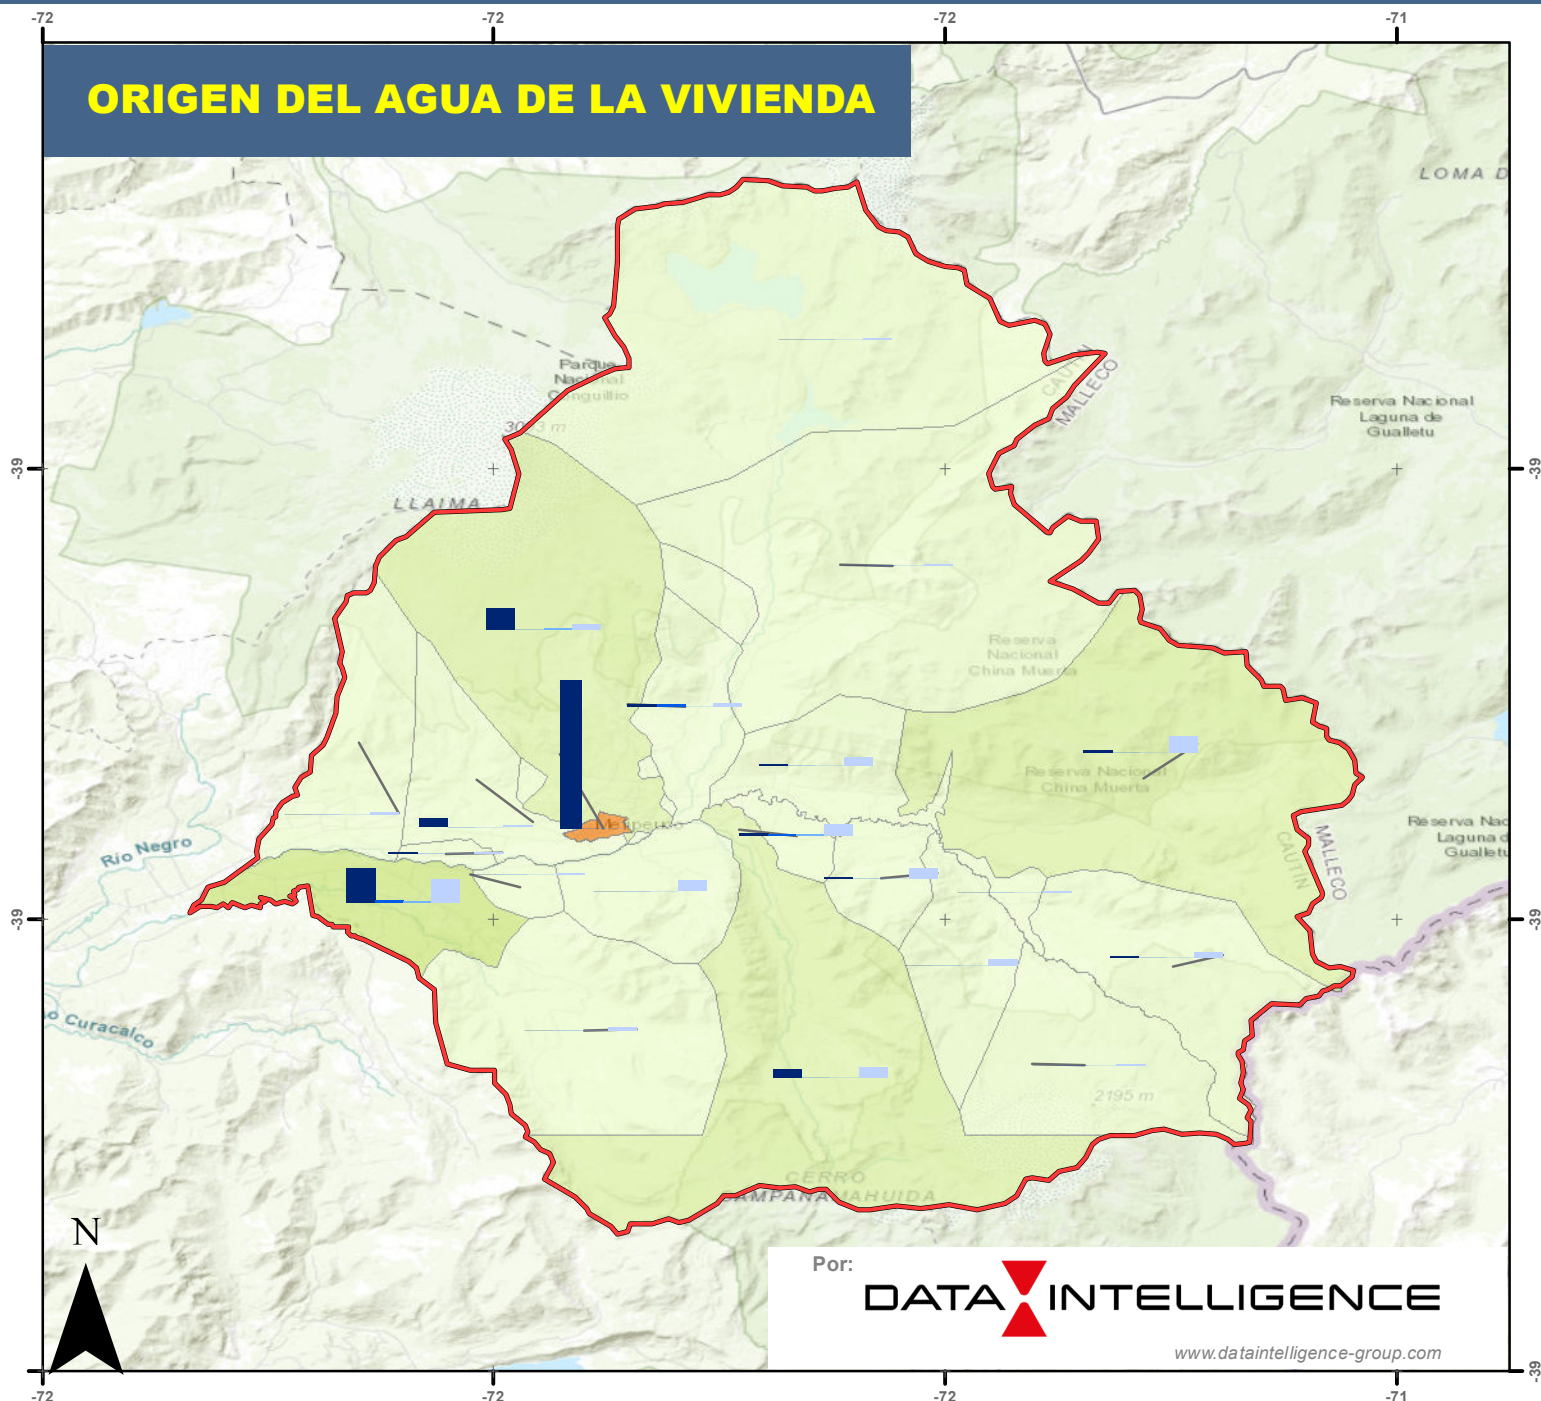 -72
-72
-72
-71
ORIGEN DEL AGUA DE LA VIVIENDA
LOMA D
Parque
Nacional
Conguillio
CAUTIN
MALLECO
Reserva Nacional
Laguna de
Gualletu
-39
-39
LLAIMA
Reserva
Nacional
China Muerta
Reserva Nacional
China Muerta
Melipeuco
Río Negro
Reserva Nac
Laguna d
Gualletu
MALLECO
CAUTIN
-39
-39
o Curacalco
2195 m
CERRO
CAMPANA MAHUIDA
N
Por:
DATA INTELLIGENCE
www.dataintelligence-group.com
-39
-72
-72
-72
-71